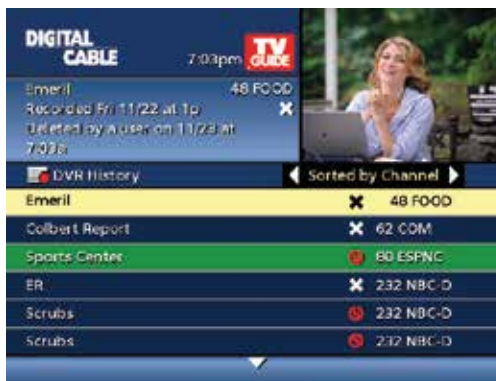 DIGITAL
CABLE
7:03pm TV GUIDE
Emeril 48 FOOD
Recorded Fri 11/22 at 1p
Deleted by a user on 11/23 at
7:03a
DVR History Sorted by Channel
Emeril 48 FOOD
Colbert Report 62 COM
Sports Center 80 ESPNC
ER 232 NBC-D
Scrubs 232 NBC-D
Scrubs 232 NBC-D